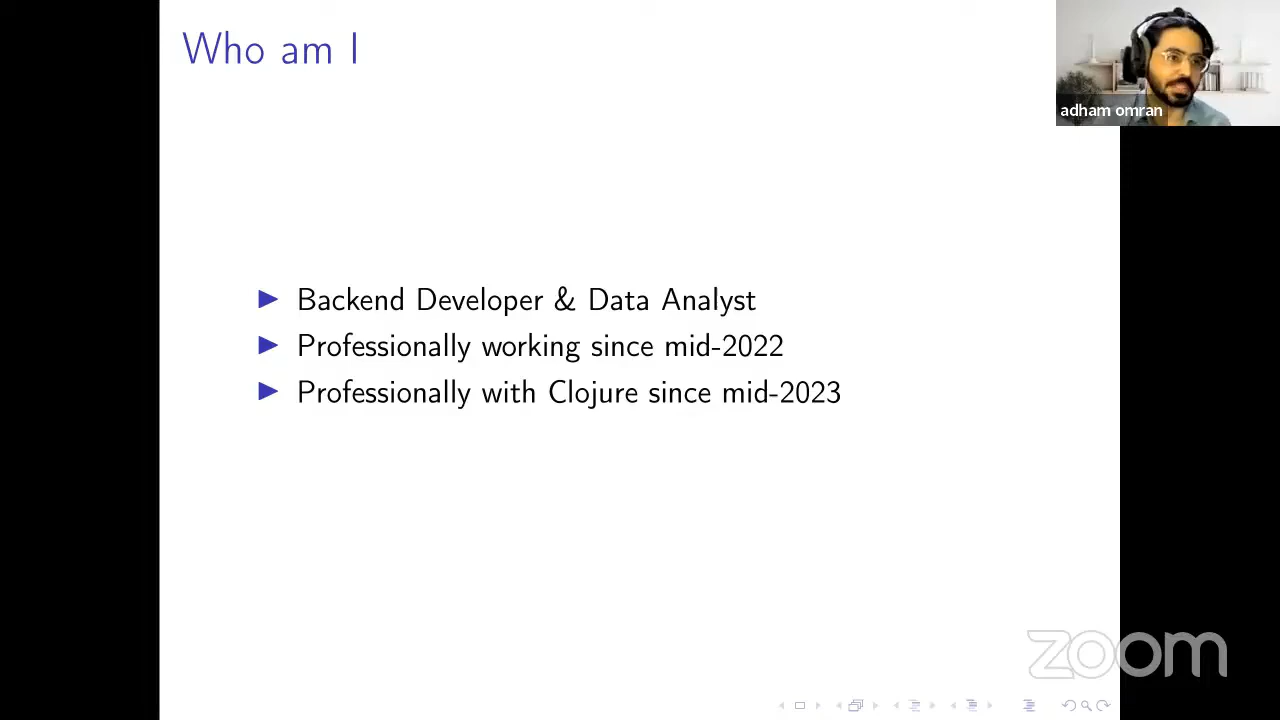 Who am I
adham omran
Backend Developer & Data Analyst
Professionally working since mid-2022
Professionally with Clojure since mid-2023
zoom